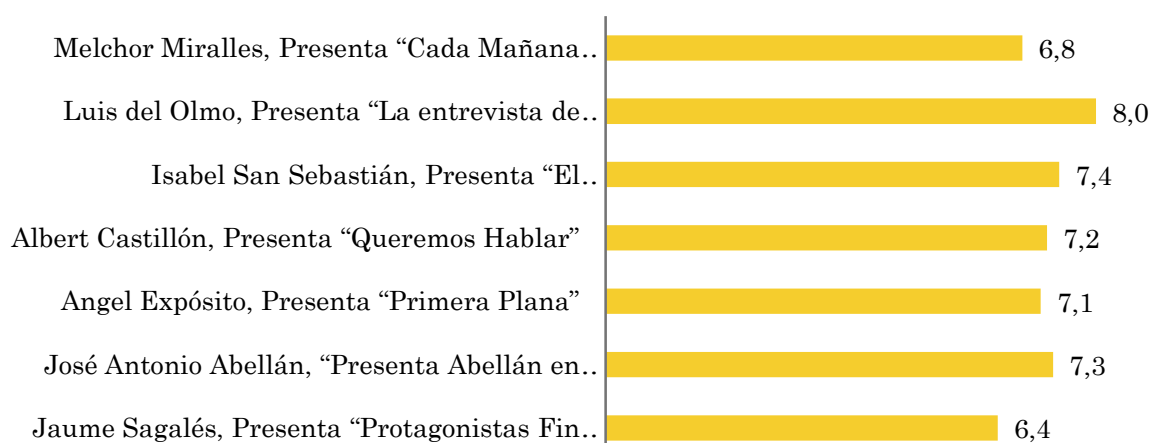 Melchor Miralles, Presenta “Cada Mañana.. 6,8
Luis del Olmo, Presenta “La entrevista de.. 8,0
Isabel San Sebastián, Presenta “El.. 7,4
Albert Castillón, Presenta “Queremos Hablar” 7,2
Angel Expósito, Presenta “Primera Plana” 7,1
José Antonio Abellán, “Presenta Abellán en.. 7,3
Jaume Sagalés, Presenta “Protagonistas Fin.. 6,4